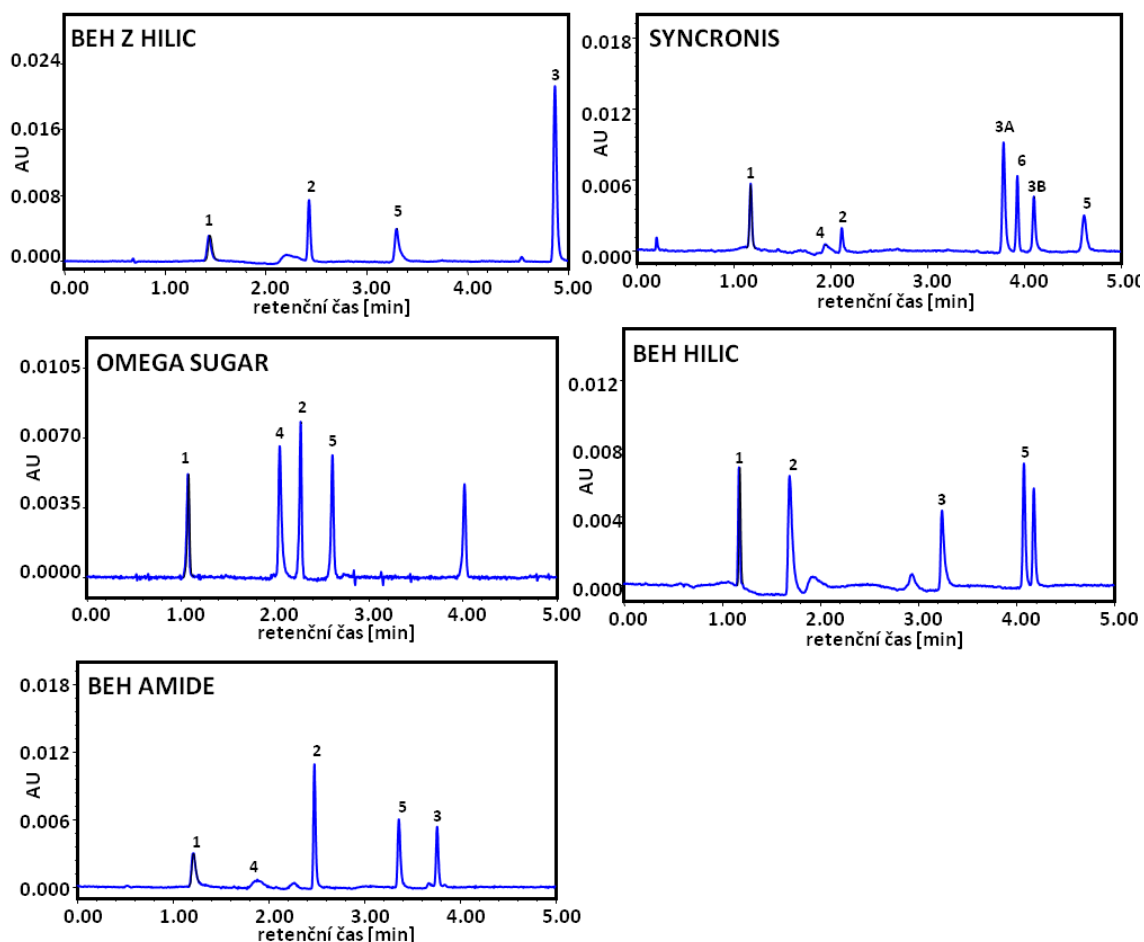 BEH Z HILIC
0.024
0.016
0.008
0.000
AU
1
2
5
3
0.00 1.00 2.00 3.00 4.00 5.00
retenční čas [min]
SYNCRONIS
0.018
0.012
0.006
0.000
AU
1
4
2
3A
6
3B
5
0.00 1.00 2.00 3.00 4.00 5.00
retenční čas [min]
OMEGA SUGAR
0.0105
0.0070
0.0035
0.0000
AU
1
4
2
5
0.00 1.00 2.00 3.00 4.00 5.00
retenční čas [min]
BEH HILIC
0.012
0.008
0.004
0.000
AU
1
2
3
5
0.00 1.00 2.00 3.00 4.00 5.00
retenční čas [min]
BEH AMIDE
0.018
0.012
0.006
0.000
AU
1
4
2
5
3
0.00 1.00 2.00 3.00 4.00 5.00
retenční čas [min]